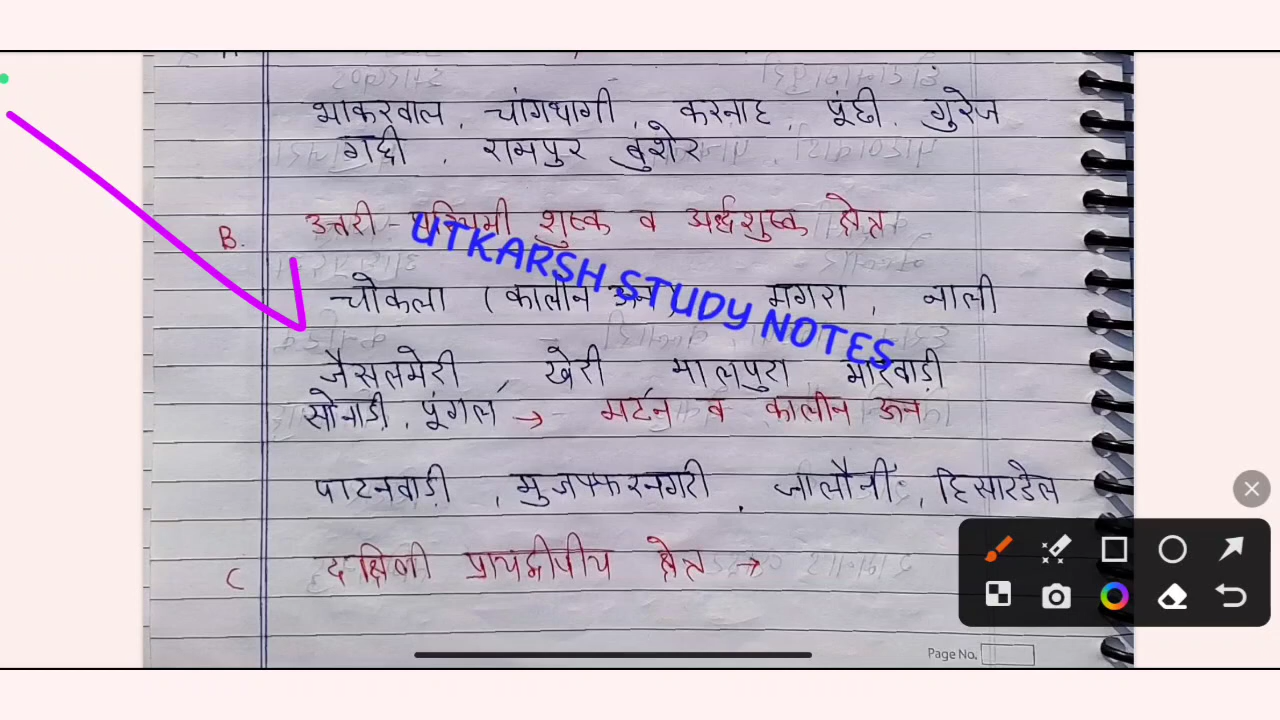 भाकरवाल, चांगथागी, करनाह, पूंछी, गुरेज
गद्दी, रामपुर बुशेर
B. उत्तरी-पश्चिमी शुष्क व अर्धशुष्क क्षेत्र
UTKARSH STUDY NOTES
चोकला (कालीन ऊन), मगरा, नाली
जैसलमेरी, खेरी मालपुरा मारवाड़ी
सोनाड़ी, पूंगल → मटन व कालीन ऊन
पाटनवाड़ी, मुजफ्फरनगरी, जालौनी, हिसारडेल
C दक्षिणी प्रायद्वीपीय क्षेत्र →
Page No.